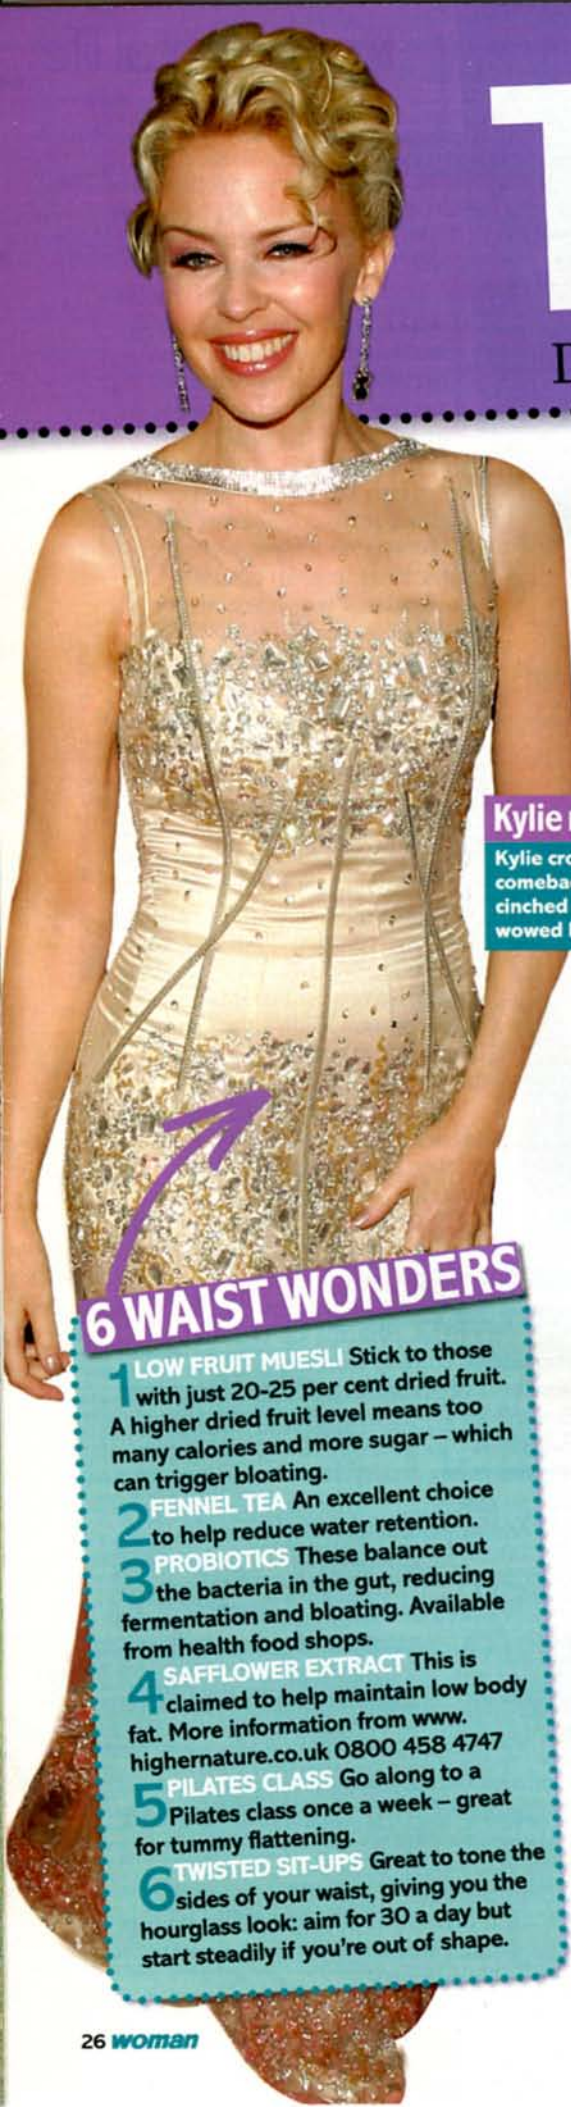 T
D
Kylie
Kylie cro
comeba
cinched
wowed
6 WAIST WONDERS
1 LOW FRUIT MUESLI Stick to those
with just 20-25 per cent dried fruit.
A higher dried fruit level means too
many calories and more sugar – which
can trigger bloating.
2 FENNEL TEA An excellent choice
to help reduce water retention.
3 PROBIOTICS These balance out
the bacteria in the gut, reducing
fermentation and bloating. Available
from health food shops.
4 SAFFLOWER EXTRACT This is
claimed to help maintain low body
fat. More information from www.
highernature.co.uk 0800 458 4747
5 PILATES CLASS Go along to a
Pilates class once a week – great
for tummy flattening.
6 TWISTED SIT-UPS Great to tone the
sides of your waist, giving you the
hourglass look: aim for 30 a day but
start steadily if you're out of shape.
26 woman